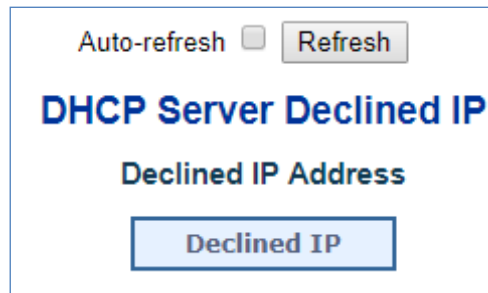 Auto-refresh Refresh
DHCP Server Declined IP
Declined IP Address
Declined IP